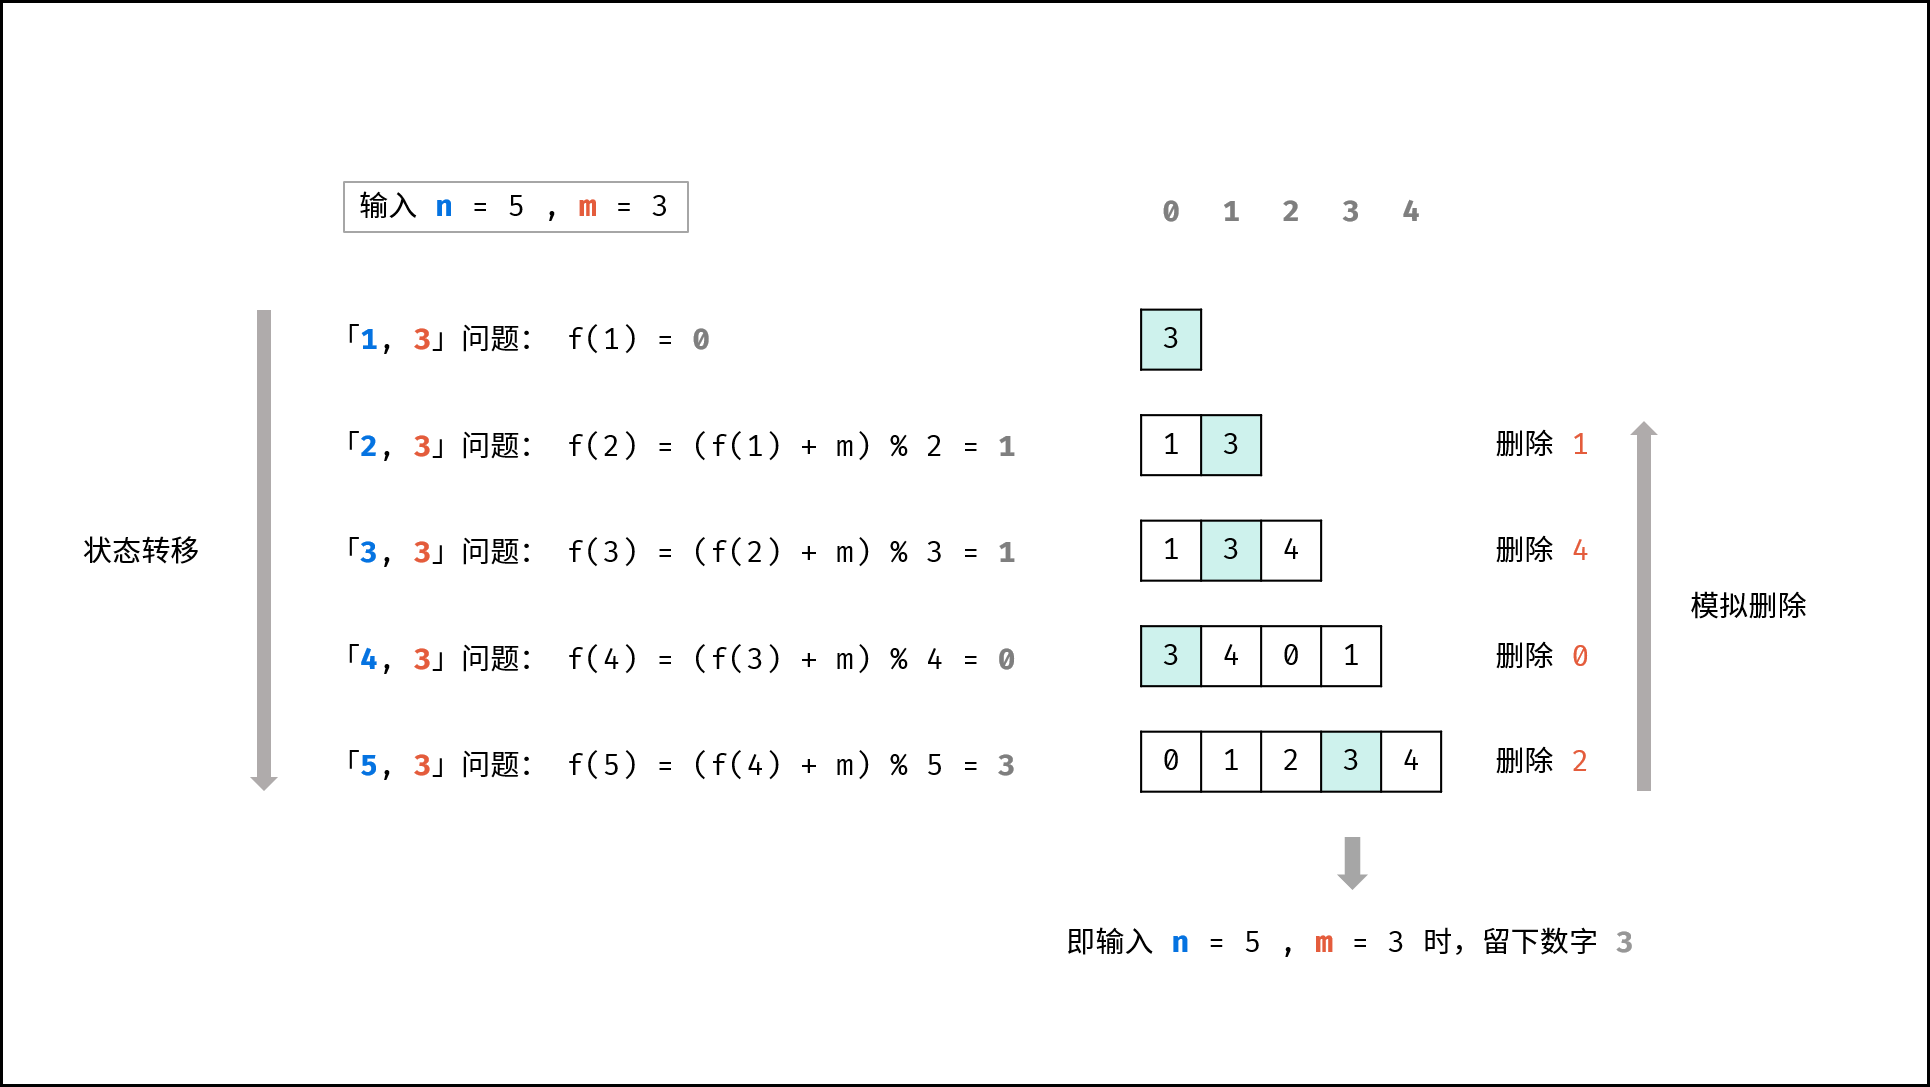 输入 n = 5 , m = 3
0 1 2 3 4
「1, 3」问题: f(1) = 0
3
「2, 3」问题: f(2) = (f(1) + m) % 2 = 1
1 3
删除 1
「3, 3」问题: f(3) = (f(2) + m) % 3 = 1
1 3 4
删除 4
状态转移
模拟删除
「4, 3」问题: f(4) = (f(3) + m) % 4 = 0
3 4 0 1
删除 0
「5, 3」问题: f(5) = (f(4) + m) % 5 = 3
0 1 2 3 4
删除 2
即输入 n = 5 , m = 3 时，留下数字 3